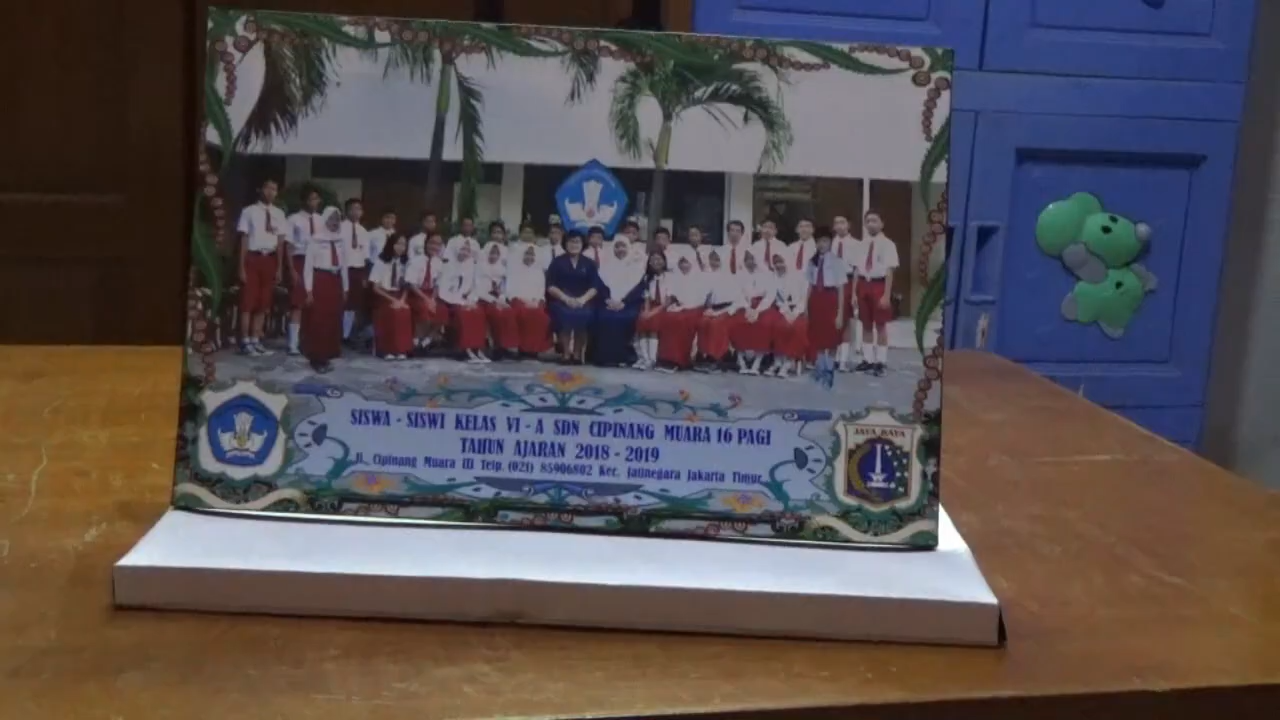 SISWA - SISWI KELAS VI - A SDN CIPINANG MUARA 16 PAGI
TAHUN AJARAN 2018 - 2019
Jl. Cipinang Muara III Telp. (021) 85906802 Kec. Jatinegara Jakarta Timur
JAYA RAYA